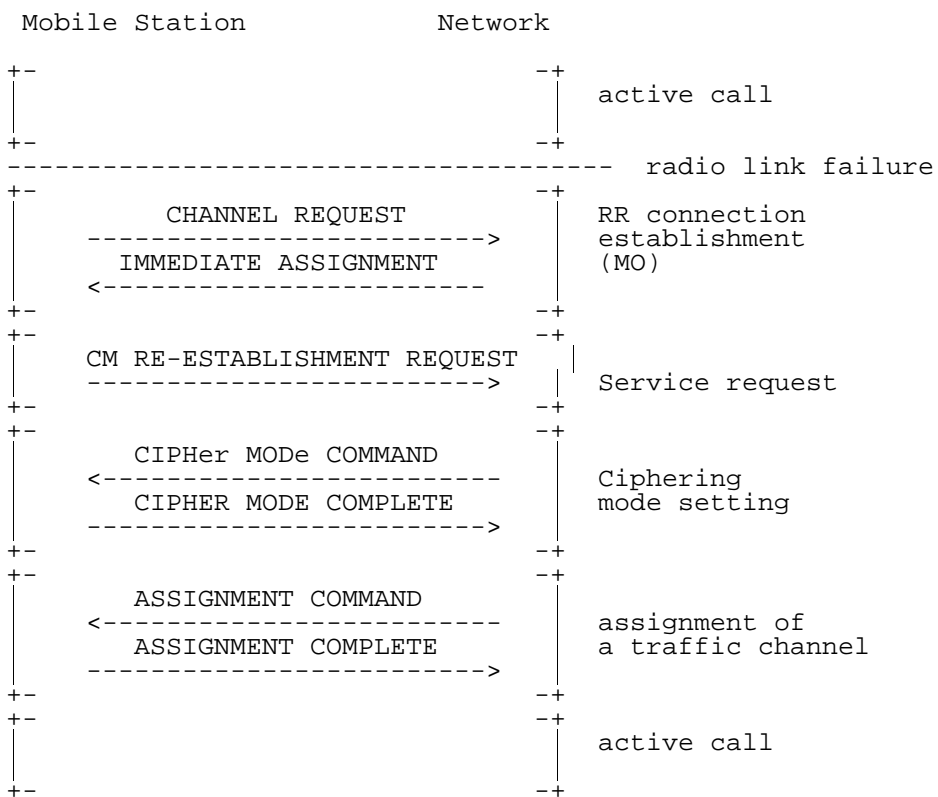 Mobile Station Network
active call
radio link failure
CHANNEL REQUEST RR connection
establishment
IMMEDIATE ASSIGNMENT (MO)
CM RE-ESTABLISHMENT REQUEST
Service request
CIPHer MODe COMMAND
Ciphering
CIPHER MODE COMPLETE mode setting
ASSIGNMENT COMMAND
assignment of
ASSIGNMENT COMPLETE a traffic channel
active call